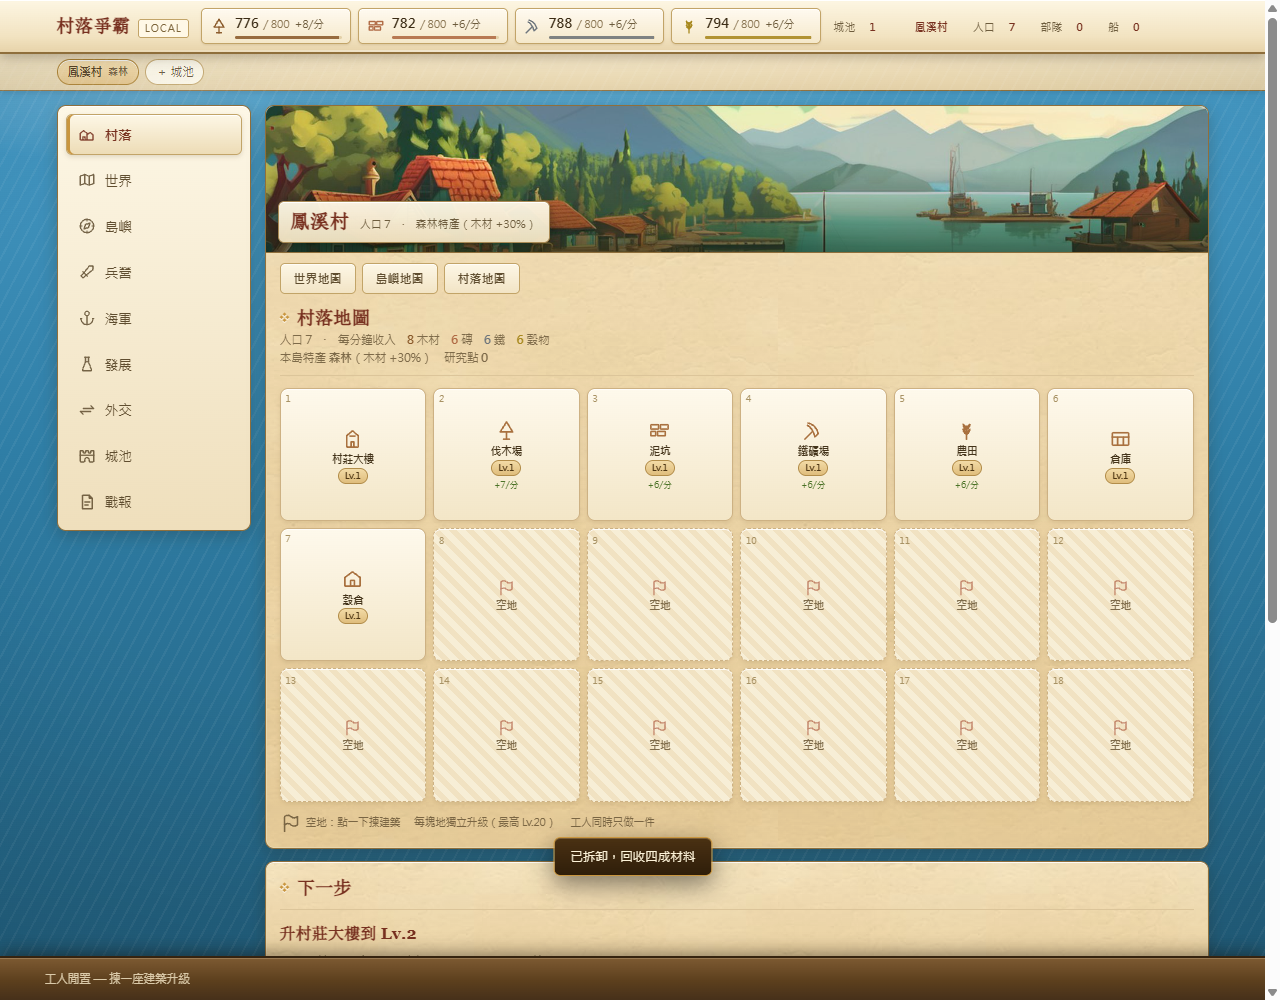 村落爭霸 LOCAL
776 / 800 +8/分
782 / 800 +6/分
788 / 800 +6/分
794 / 800 +6/分
城池 1 鳳溪村 人口 7 部隊 0 船 0
鳳溪村 森林
+ 城池
村落
世界
島嶼
兵營
海軍
發展
外交
城池
戰報
鳳溪村 人口 7 · 森林特產（木材 +30%）
世界地圖 島嶼地圖 村落地圖
村落地圖
人口 7 · 每分鐘收入 8 木材 6 磚 6 鐵 6 穀物
本島特產 森林（木材 +30%） 研究點 0
1 村莊大樓 Lv.1
2 伐木場 Lv.1 +7/分
3 泥坑 Lv.1 +6/分
4 鐵礦場 Lv.1 +6/分
5 農田 Lv.1 +6/分
6 倉庫 Lv.1
7 穀倉 Lv.1
8 空地
9 空地
10 空地
11 空地
12 空地
13 空地
14 空地
15 空地
16 空地
17 空地
18 空地
空地：點一下揀建築 每塊地獨立升級（最高 Lv.20） 工人同時只做一件
已拆卸，回收四成材料
下一步
升村莊大樓到 Lv.2
工人閒置 — 揀一座建築升級